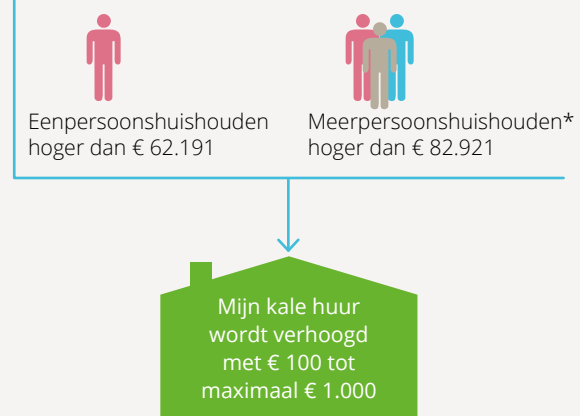 Eenpersoonshuishouden
hoger dan € 62.191
Meerpersoonshuishouden*
hoger dan € 82.921
Mijn kale huur
wordt verhoogd
met € 100 tot
maximaal € 1.000